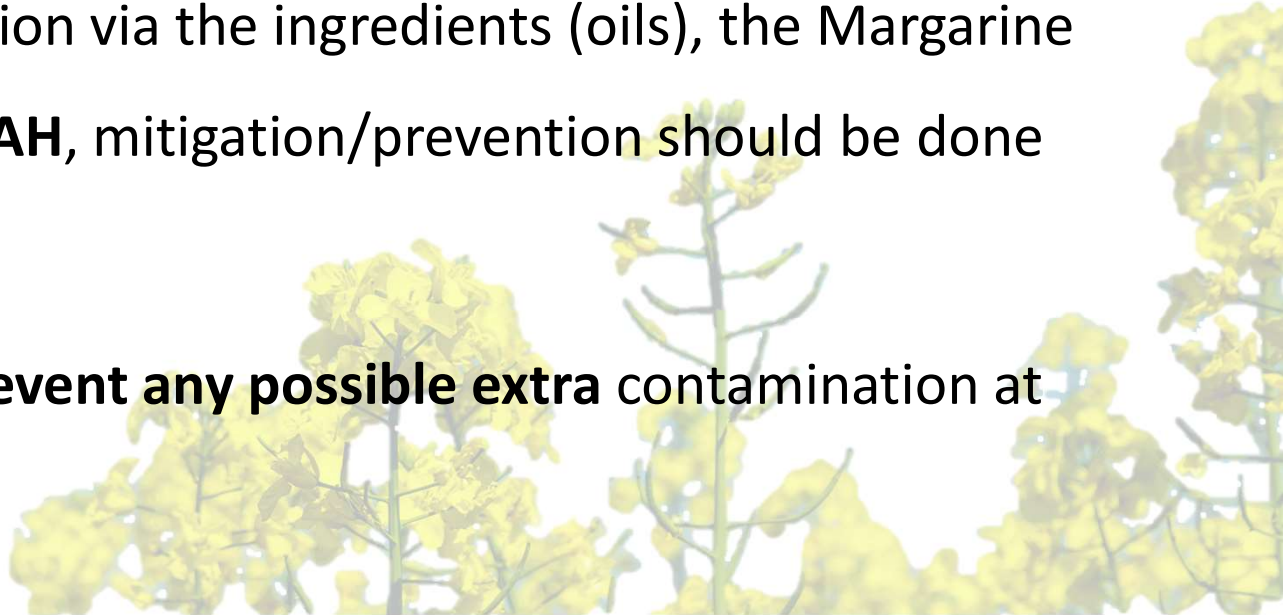 ion via the ingredients (oils), the Margarine
AH, mitigation/prevention should be done
event any possible extra contamination at